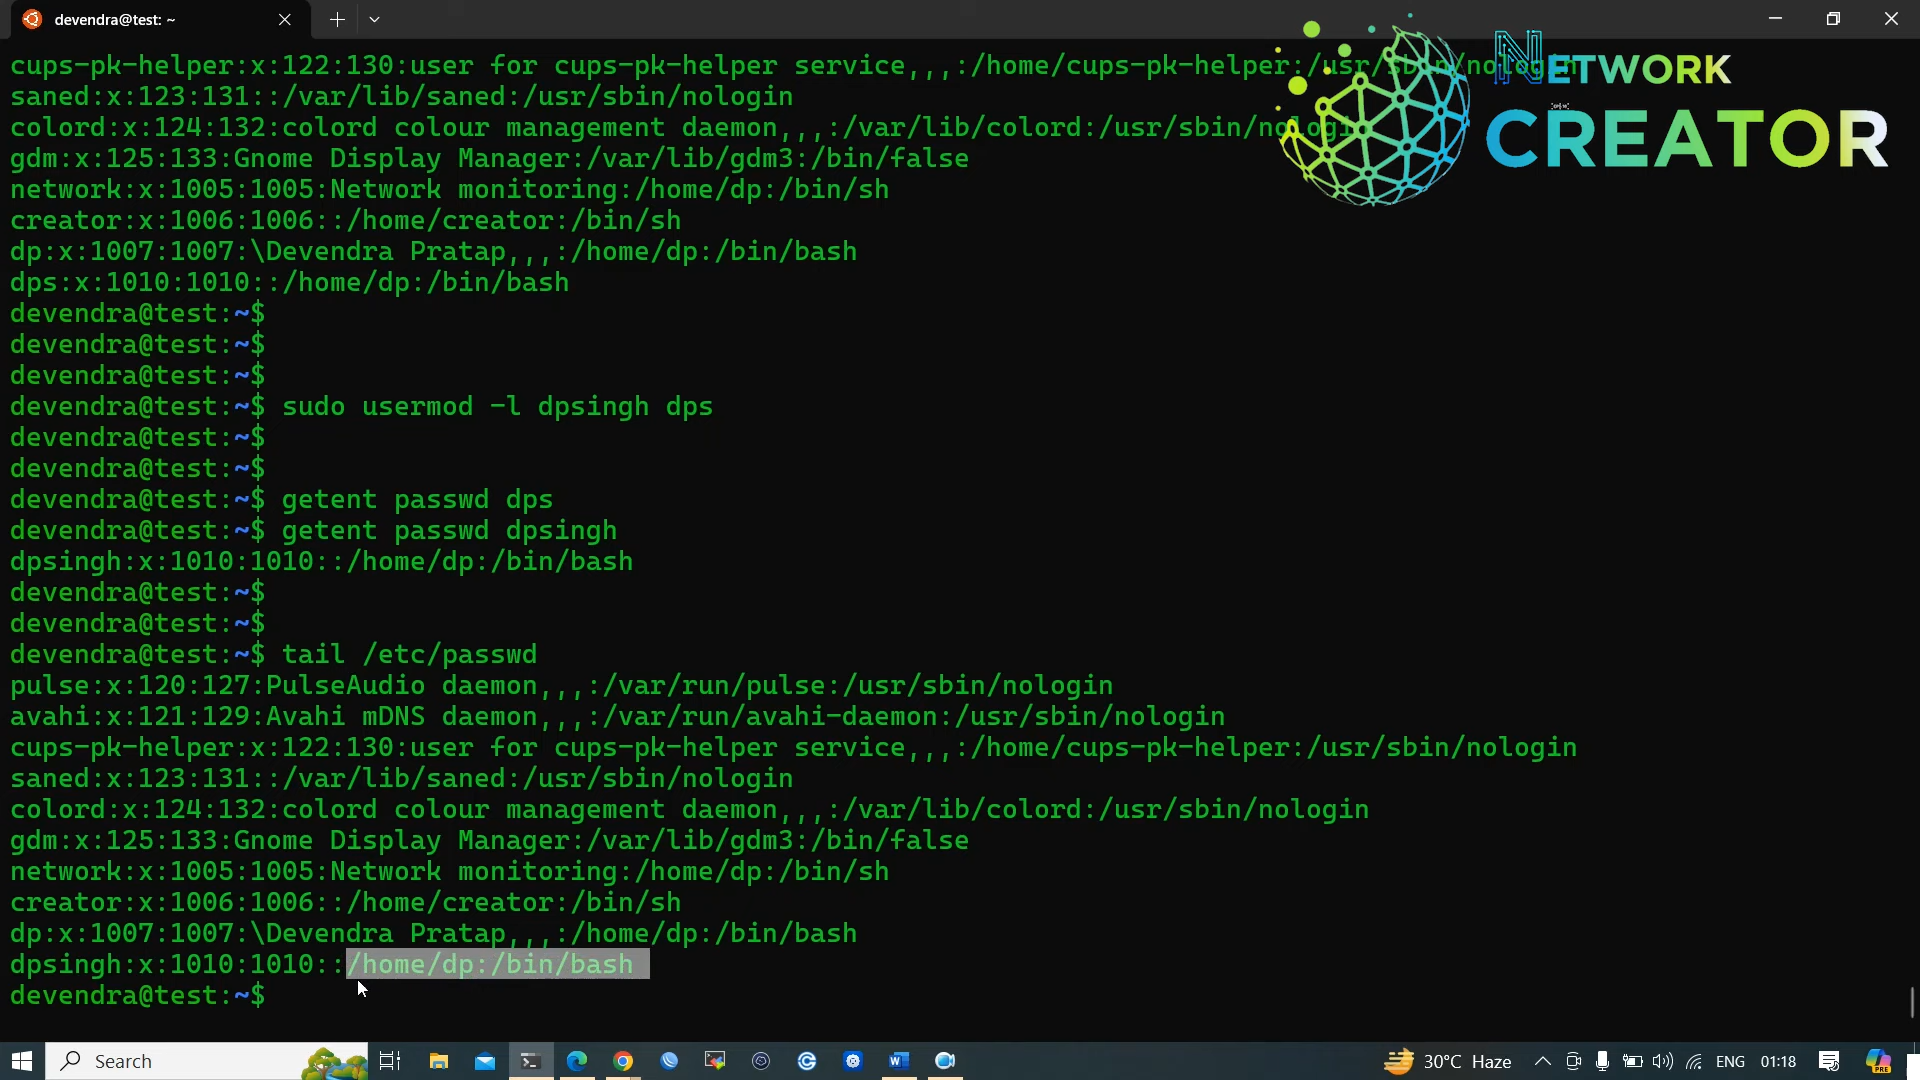 devendra@test: ~
cups-pk-helper:x:122:130:user for cups-pk-helper service,,,:/home/cups-pk-helper:/usr/sbin/nologin
saned:x:123:131::/var/lib/saned:/usr/sbin/nologin
colord:x:124:132:colord colour management daemon,,,:/var/lib/colord:/usr/sbin/nologin
gdm:x:125:133:Gnome Display Manager:/var/lib/gdm3:/bin/false
network:x:1005:1005:Network monitoring:/home/dp:/bin/sh
creator:x:1006:1006::/home/creator:/bin/sh
dp:x:1007:1007:\Devendra Pratap,,,:/home/dp:/bin/bash
dps:x:1010:1010::/home/dp:/bin/bash
devendra@test:~$
devendra@test:~$
devendra@test:~$
devendra@test:~$ sudo usermod -l dpsingh dps
devendra@test:~$
devendra@test:~$
devendra@test:~$ getent passwd dps
devendra@test:~$ getent passwd dpsingh
dpsingh:x:1010:1010::/home/dp:/bin/bash
devendra@test:~$
devendra@test:~$
devendra@test:~$ tail /etc/passwd
pulse:x:120:127:PulseAudio daemon,,,:/var/run/pulse:/usr/sbin/nologin
avahi:x:121:129:Avahi mDNS daemon,,,:/var/run/avahi-daemon:/usr/sbin/nologin
cups-pk-helper:x:122:130:user for cups-pk-helper service,,,:/home/cups-pk-helper:/usr/sbin/nologin
saned:x:123:131::/var/lib/saned:/usr/sbin/nologin
colord:x:124:132:colord colour management daemon,,,:/var/lib/colord:/usr/sbin/nologin
gdm:x:125:133:Gnome Display Manager:/var/lib/gdm3:/bin/false
network:x:1005:1005:Network monitoring:/home/dp:/bin/sh
creator:x:1006:1006::/home/creator:/bin/sh
dp:x:1007:1007:\Devendra Pratap,,,:/home/dp:/bin/bash
dpsingh:x:1010:1010::/home/dp:/bin/bash
devendra@test:~$
NETWORK
CREATOR
Search
30°C Haze
ENG
01:18
PRE